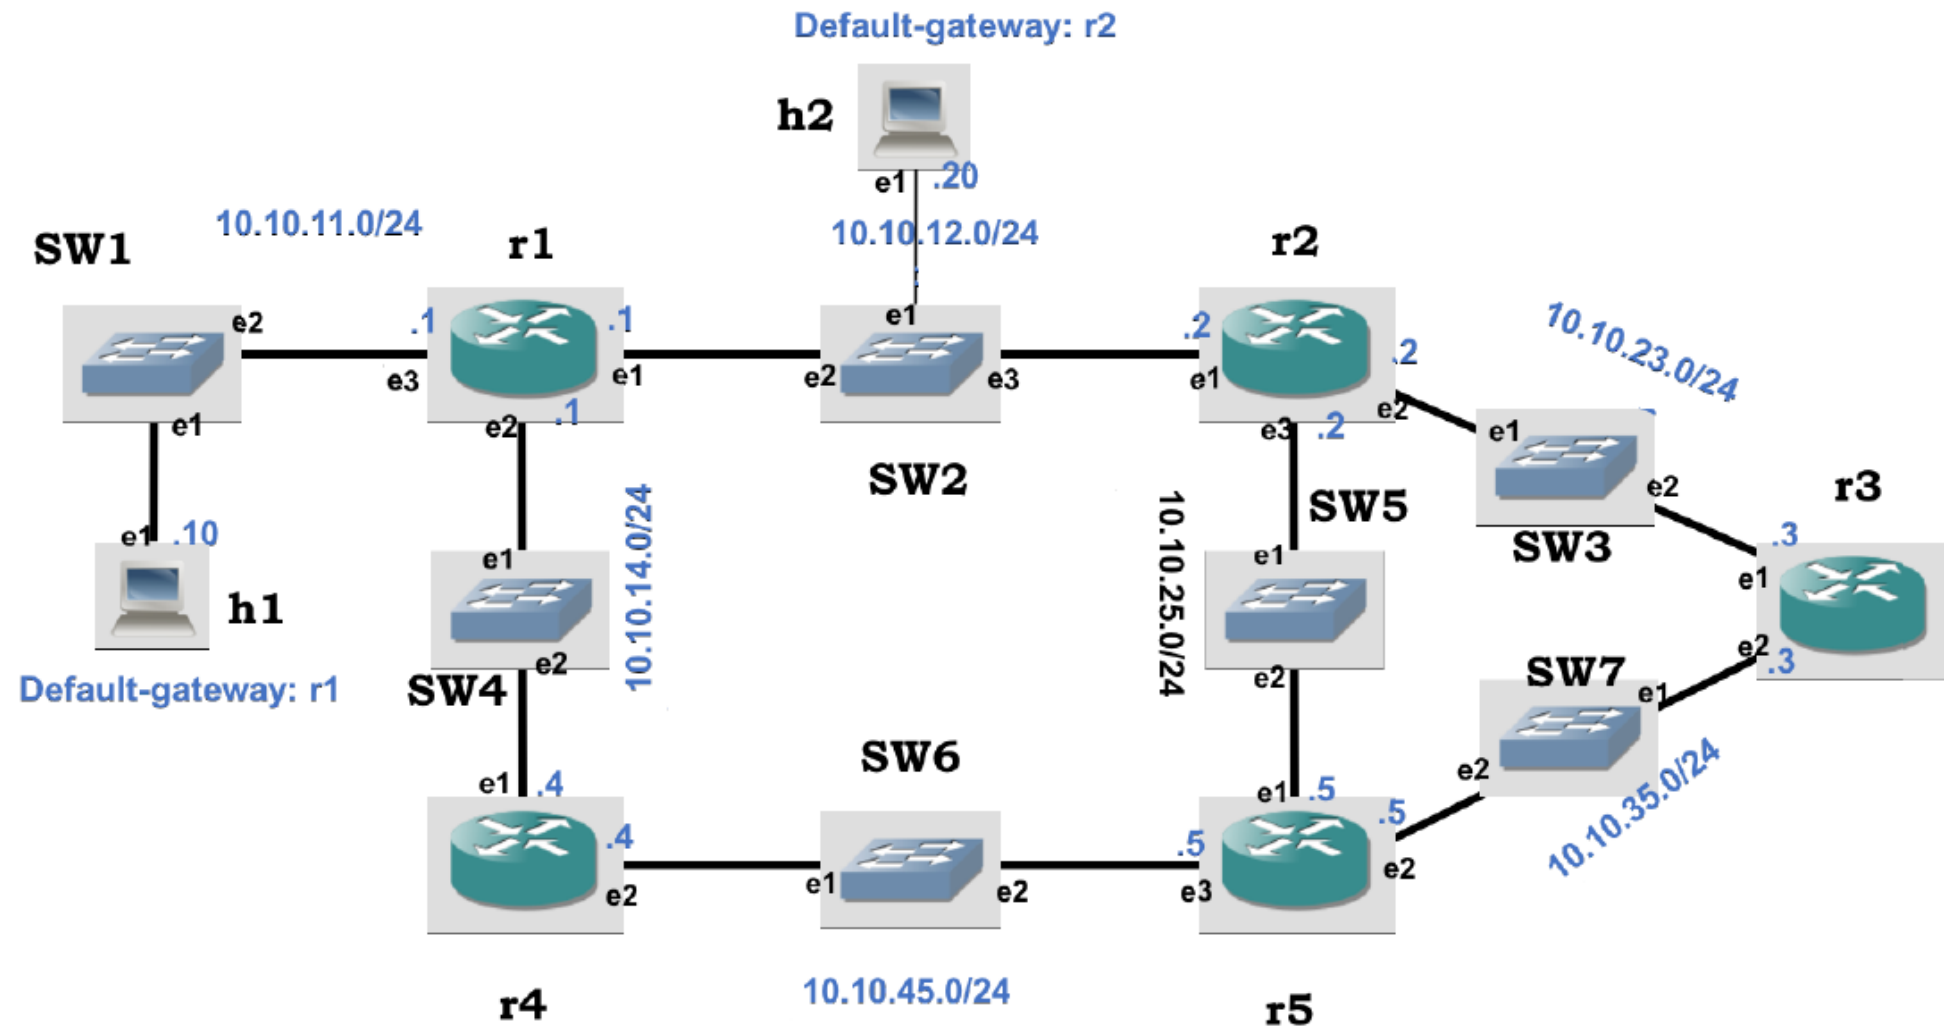 Default-gateway: r2
h2
e1
.20
10.10.11.0/24
10.10.12.0/24
SW1
r1
r2
e2
.1
.1
e1
.2
.2
10.10.23.0/24
e3
e1
e2
e3
e1
e2
e1
e2
.1
e3
.2
e1
SW2
SW5
e2
r3
SW3
.3
e1
e1
.10
h1
10.10.14.0/24
e1
e2
10.10.25.0/24
e1
e2
e2
.3
Default-gateway: r1
SW4
SW7
e1
SW6
e2
10.10.35.0/24
e1
.4
.4
e2
e1
e2
.5
e3
e1
.5
.5
e2
r4
10.10.45.0/24
r5